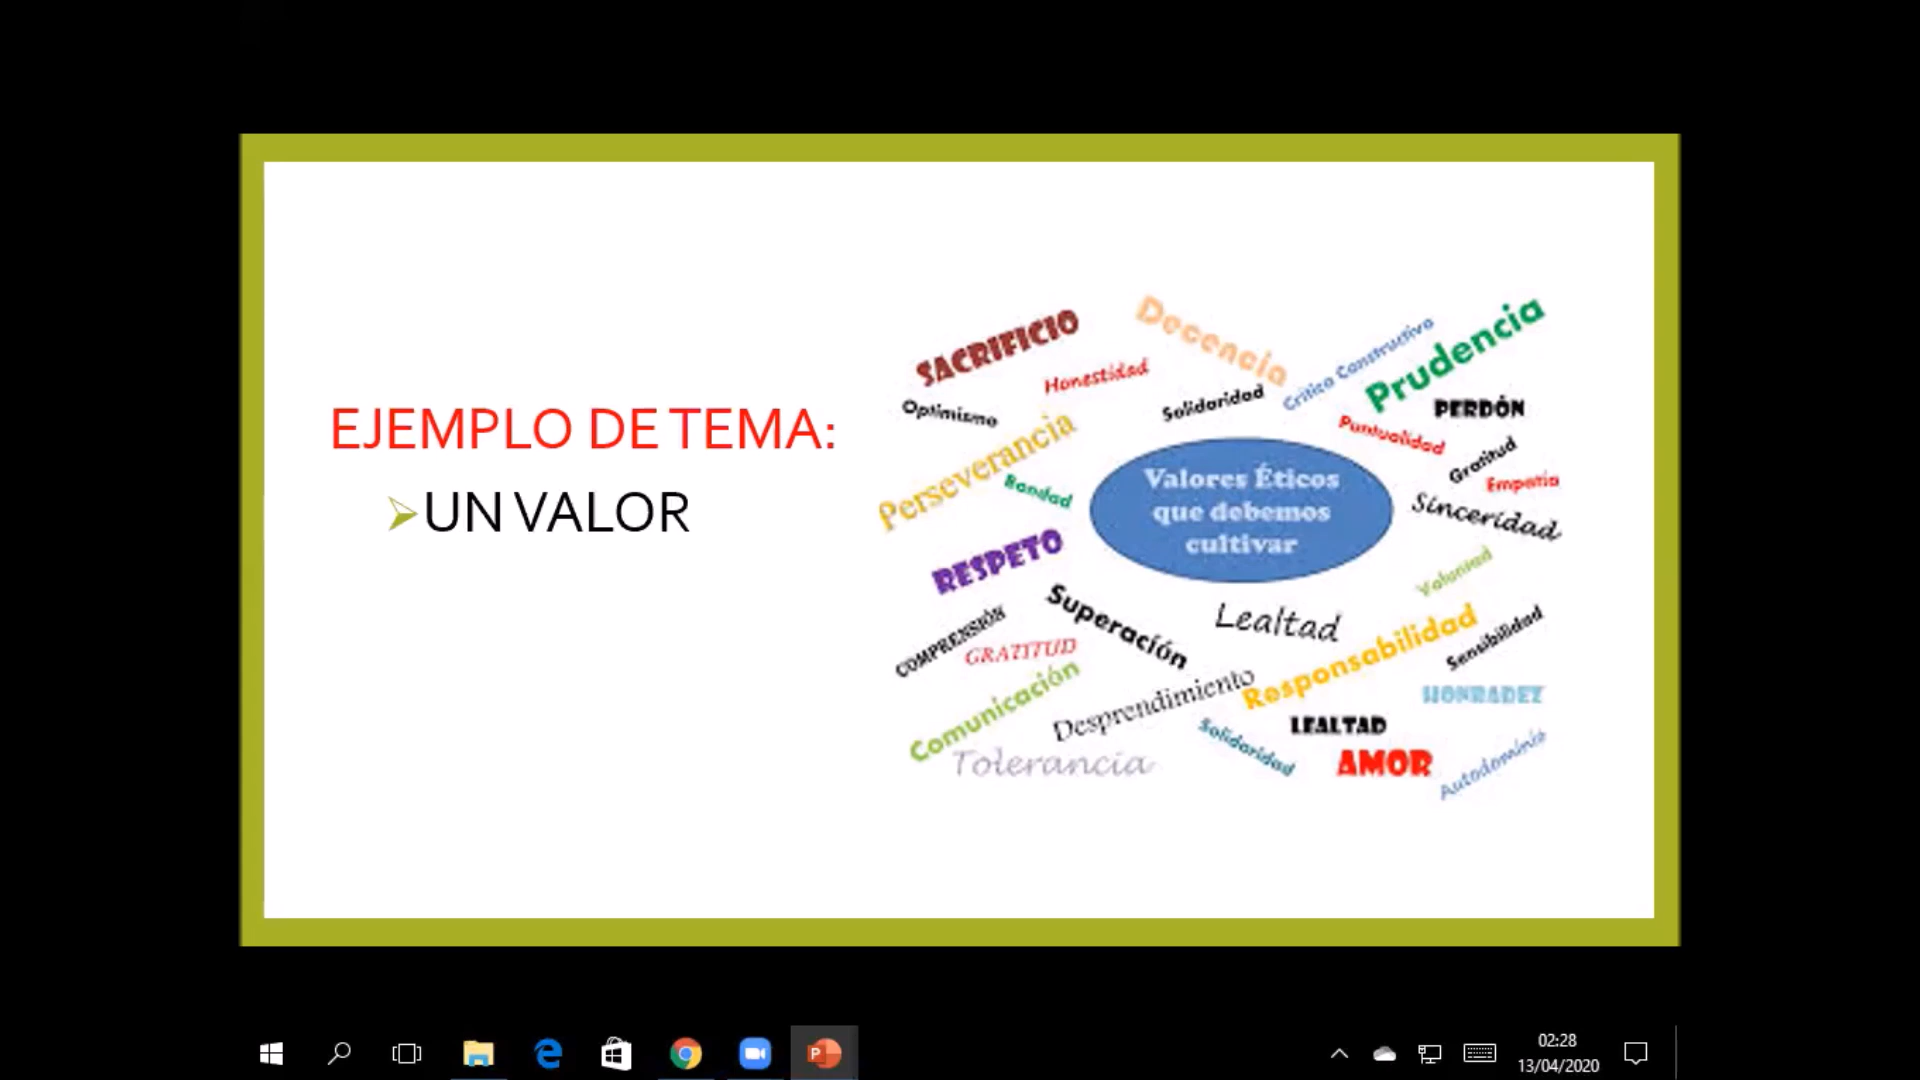 EJEMPLO DE TEMA:
UN VALOR
SACRIFICIO
Decencia
Crítica Constructiva
Prudencia
Honestidad
Optimismo
Solidaridad
PERDÓN
Puntualidad
Perseverancia
Gratitud
Bondad
Empatía
Valores Éticos
que debemos
cultivar
Sinceridad
RESPETO
Voluntad
Superación
Lealtad
COMPRENSIÓN
GRATITUD
Responsabilidad
Sensibilidad
Comunicación
Desprendimiento
HONRADEZ
Solidaridad
LEALTAD
Tolerancia
AMOR
Autodominio
02:28
13/04/2020